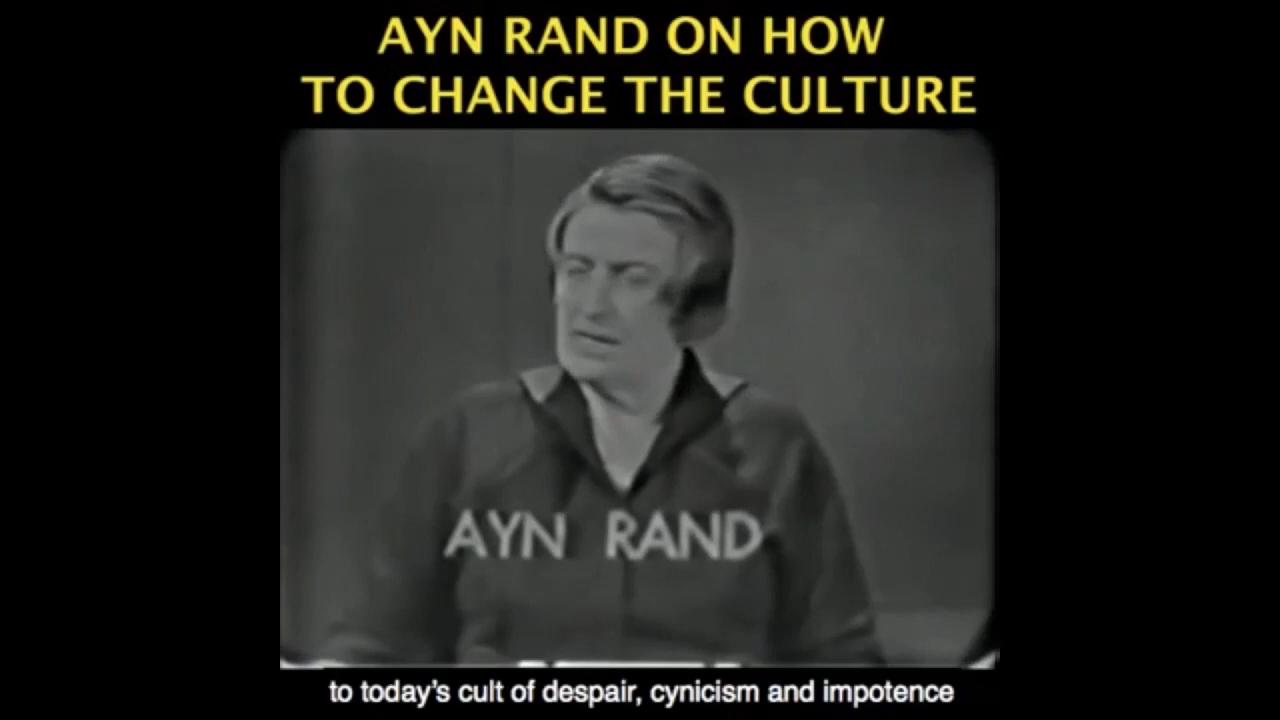 AYN RAND ON HOW
TO CHANGE THE CULTURE
AYN RAND
to today's cult of despair, cynicism and impotence